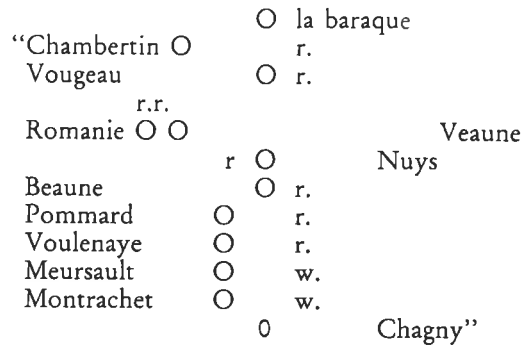 O la baraque
“Chambertin O r.
Vougeau O r.
r.r.
Romanie O O Veaune
r O Nuys
Beaune O r.
Pommard O r.
Voulenaye O r.
Meursault O w.
Montrachet O w.
0 Chagny”